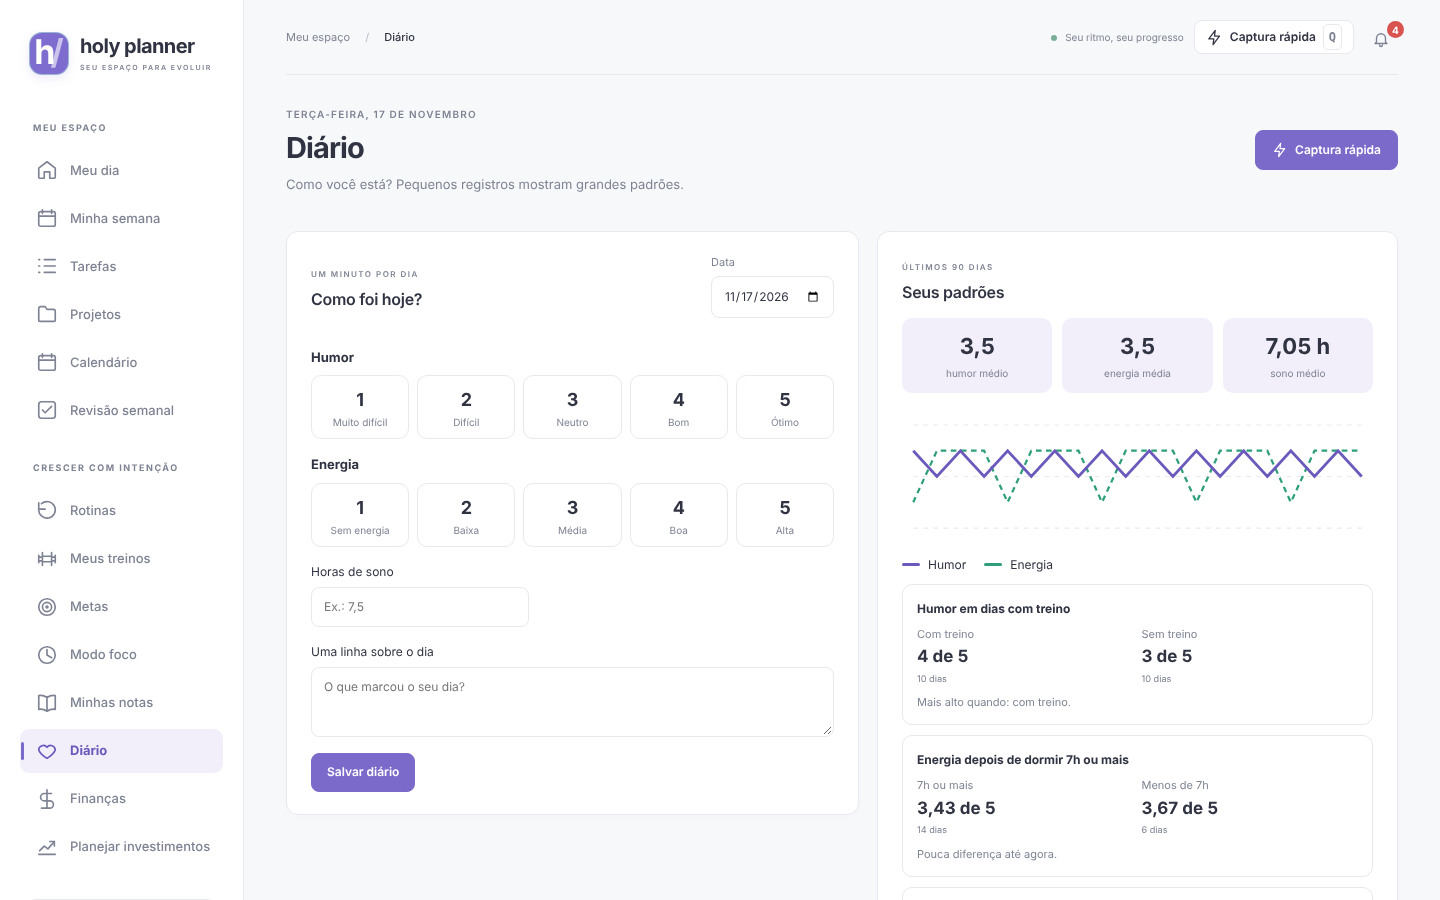 holy planner
SEU ESPAÇO PARA EVOLUIR
MEU ESPAÇO
Meu dia
Minha semana
Tarefas
Projetos
Calendário
Revisão semanal
CRESCER COM INTENÇÃO
Rotinas
Meus treinos
Metas
Modo foco
Minhas notas
Diário
Finanças
Planejar investimentos
Meu espaço / Diário
Seu ritmo, seu progresso
Captura rápida Q
4
TERÇA-FEIRA, 17 DE NOVEMBRO
Diário
Como você está? Pequenos registros mostram grandes padrões.
Captura rápida
UM MINUTO POR DIA
Como foi hoje?
Data
11/17/2026
Humor
1 2 3 4 5
Muito difícil Difícil Neutro Bom Ótimo
Energia
1 2 3 4 5
Sem energia Baixa Média Boa Alta
Horas de sono
Ex.: 7,5
Uma linha sobre o dia
O que marcou o seu dia?
Salvar diário
ÚLTIMOS 90 DIAS
Seus padrões
3,5 3,5 7,05 h
humor médio energia média sono médio
Humor Energia
Humor em dias com treino
Com treino Sem treino
4 de 5 3 de 5
10 dias 10 dias
Mais alto quando: com treino.
Energia depois de dormir 7h ou mais
7h ou mais Menos de 7h
3,43 de 5 3,67 de 5
14 dias 6 dias
Pouca diferença até agora.